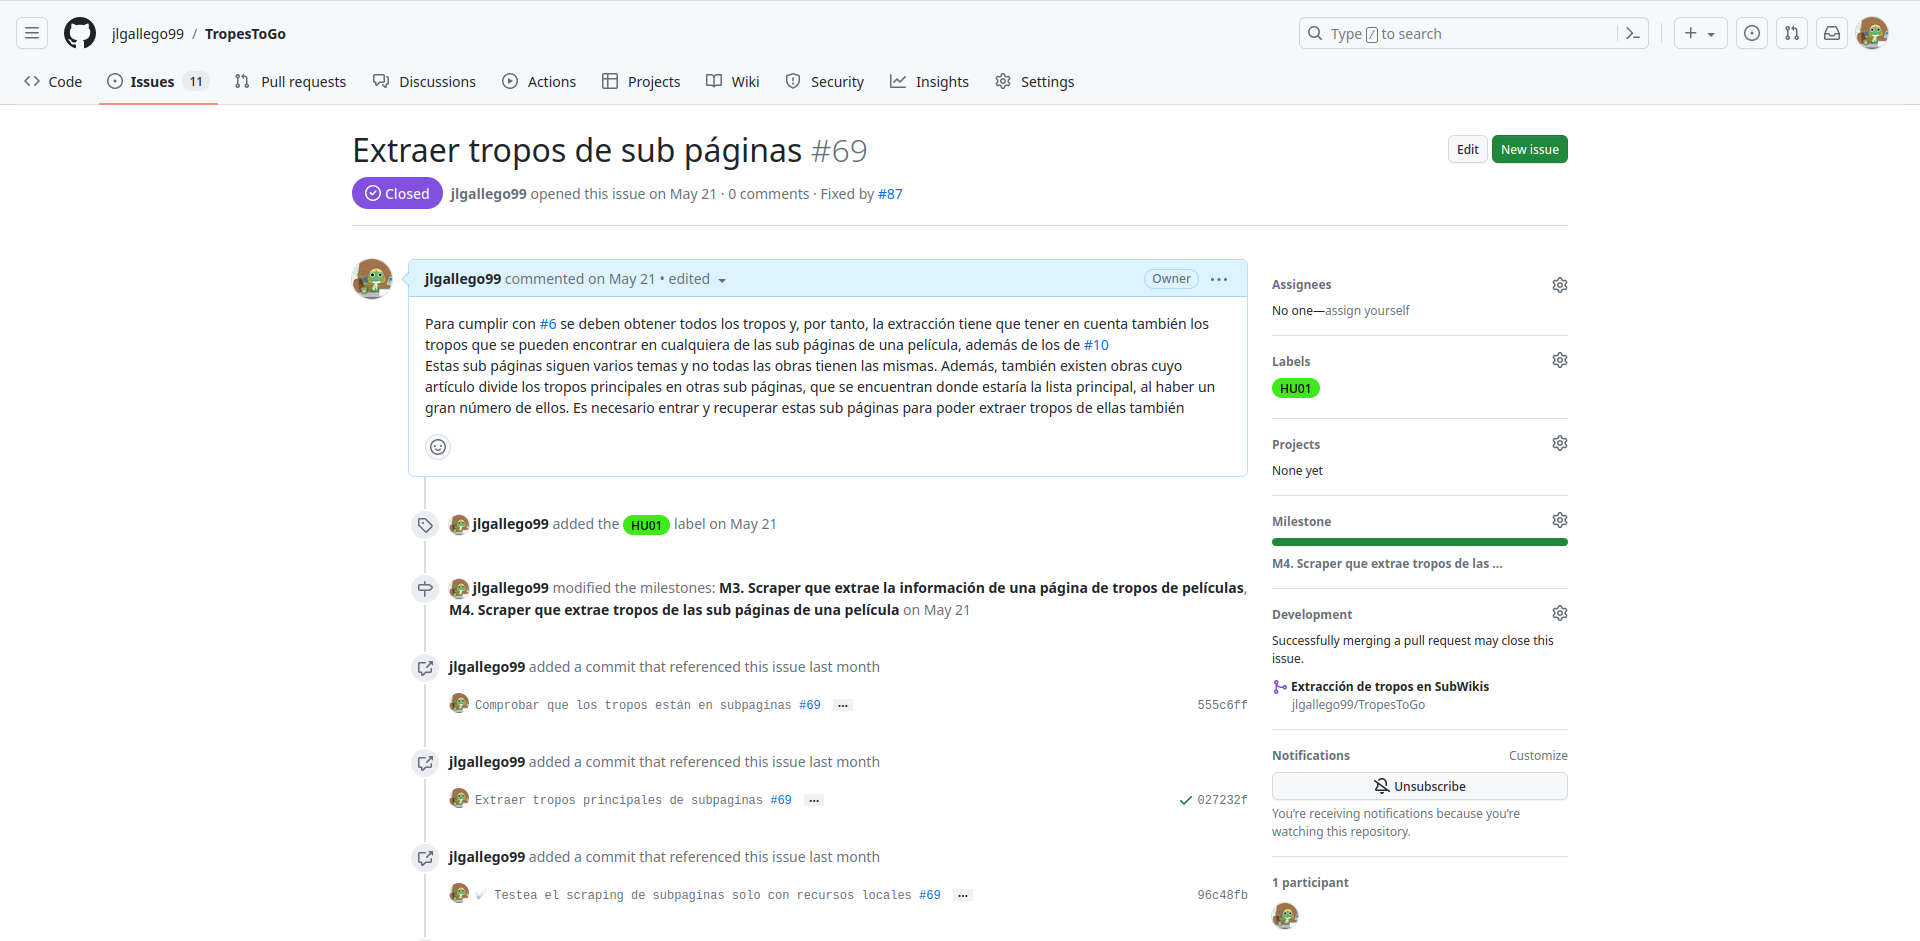 jlgallego99 / TropesToGo
Type / to search
Code
Issues 11
Pull requests
Discussions
Actions
Projects
Wiki
Security
Insights
Settings
Extraer tropos de sub páginas #69
Edit
New issue
Closed
jlgallego99 opened this issue on May 21 · 0 comments · Fixed by #87
jlgallego99 commented on May 21 • edited
Owner
Para cumplir con #6 se deben obtener todos los tropos y, por tanto, la extracción tiene que tener en cuenta también los
tropos que se pueden encontrar en cualquiera de las sub páginas de una película, además de los de #10
Estas sub páginas siguen varios temas y no todas las obras tienen las mismas. Además, también existen obras cuyo
artículo divide los tropos principales en otras sub páginas, que se encuentran donde estaría la lista principal, al haber un
gran número de ellos. Es necesario entrar y recuperar estas sub páginas para poder extraer tropos de ellas también
jlgallego99 added the HU01 label on May 21
jlgallego99 modified the milestones: M3. Scraper que extrae la información de una página de tropos de películas,
M4. Scraper que extrae tropos de las sub páginas de una película on May 21
jlgallego99 added a commit that referenced this issue last month
Comprobar que los tropos están en subpaginas #69 ...
555c6ff
jlgallego99 added a commit that referenced this issue last month
Extraer tropos principales de subpaginas #69 ...
027232f
jlgallego99 added a commit that referenced this issue last month
Testea el scraping de subpaginas solo con recursos locales #69 ...
96c48fb
Assignees
No one—assign yourself
Labels
HU01
Projects
None yet
Milestone
M4. Scraper que extrae tropos de las ...
Development
Successfully merging a pull request may close this
issue.
Extracción de tropos en SubWikis
jlgallego99/TropesToGo
Notifications
Customize
Unsubscribe
You're receiving notifications because you're
watching this repository.
1 participant